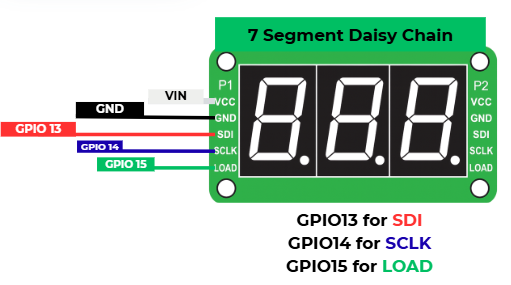 7 Segment Daisy Chain
P1
P2
VIN
VCC
VCC
GND
GND
GND
GPIO 13
SDI
SDI
GPIO 14
SCLK
SCLK
GPIO 15
LOAD
LOAD
GPIO13 for SDI
GPIO14 for SCLK
GPIO15 for LOAD